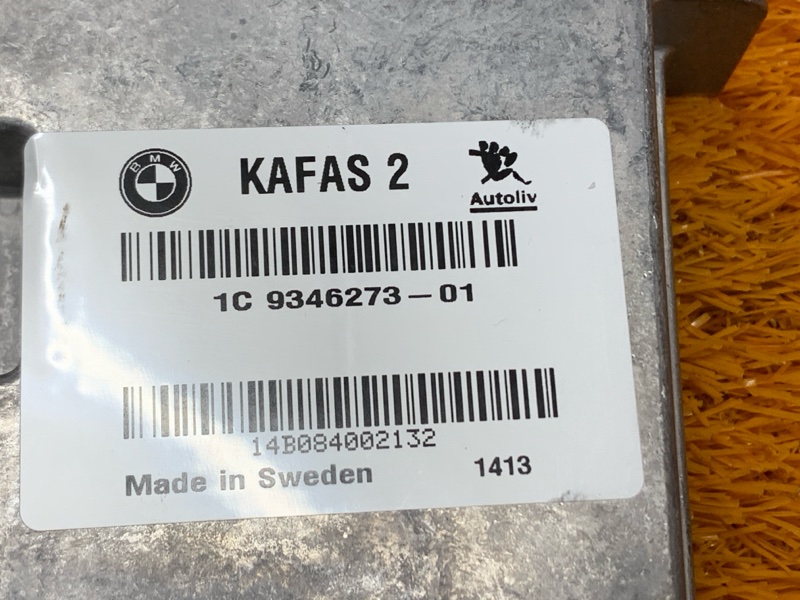 BMW
KAFAS 2
Autoliv
1C 9346273-01
14B084002132
Made in Sweden
1413